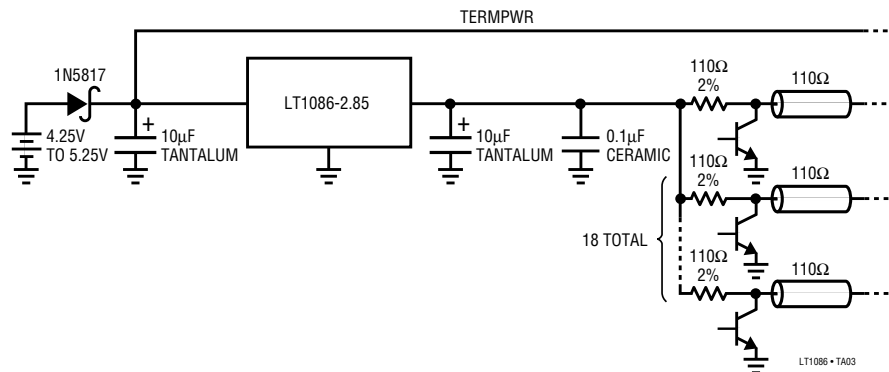 TERMPWR
1N5817
LT1086-2.85
4.25V
TO 5.25V
+
10µF
TANTALUM
+
10µF
TANTALUM
0.1µF
CERAMIC
110Ω
2%
110Ω
110Ω
2%
110Ω
18 TOTAL
110Ω
2%
110Ω
LT1086 • TA03